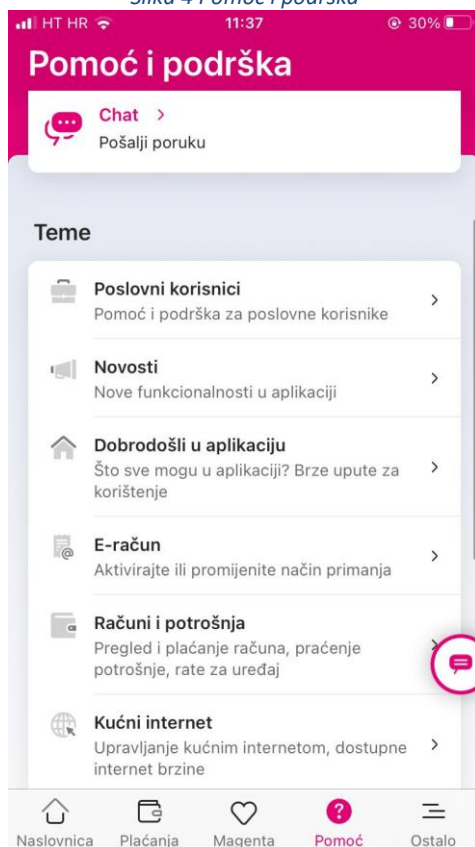 Slika 4 Pomoć i podrška
HT HR
11:37
30%
Pomoć i podrška
Chat >
Pošalji poruku
Teme
Poslovni korisnici
Pomoć i podrška za poslovne korisnike
Novosti
Nove funkcionalnosti u aplikaciji
Dobrodošli u aplikaciju
Što sve mogu u aplikaciji? Brze upute za
korištenje
E-račun
Aktivirajte ili promijenite način primanja
Računi i potrošnja
Pregled i plaćanje računa, praćenje
potrošnje, rate za uređaj
Kućni internet
Upravljanje kućnim internetom, dostupne
internet brzine
Naslovnica Plaćanja Magenta Pomoć Ostalo